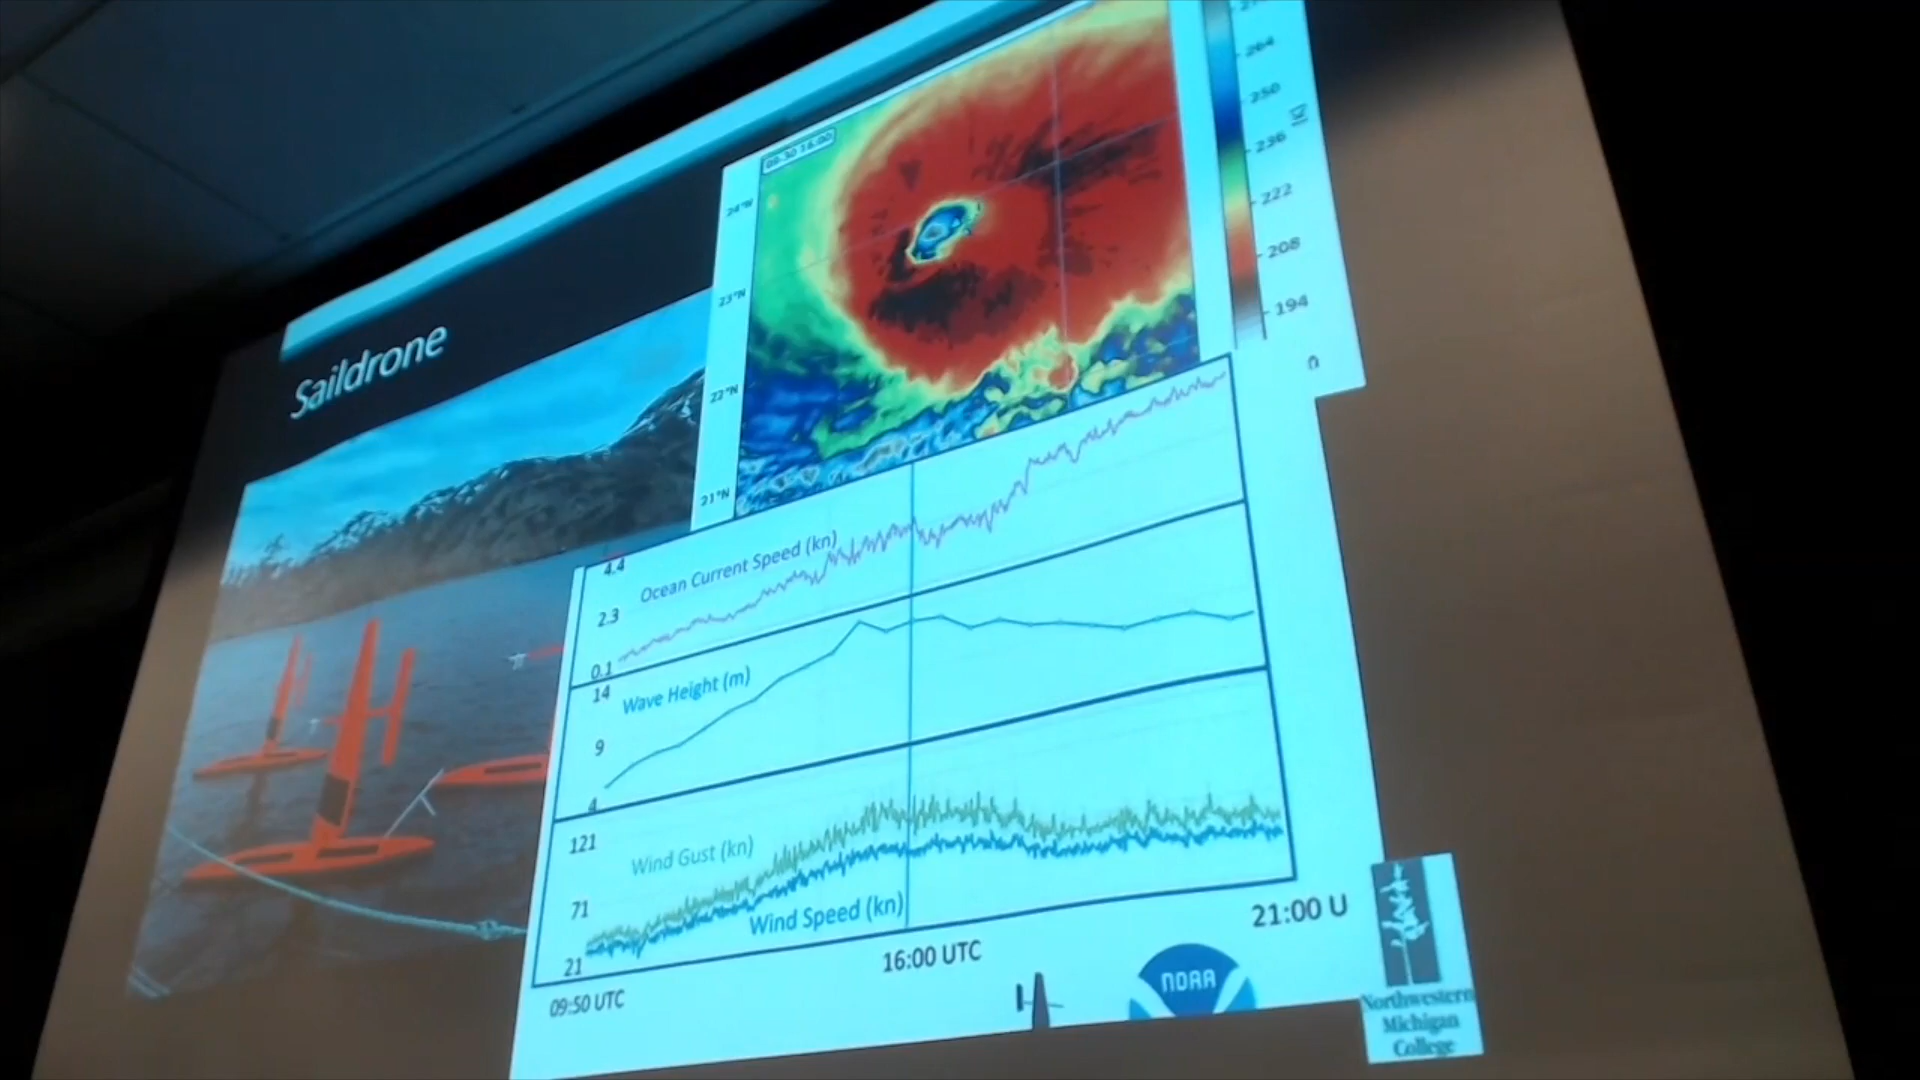 Saildrone
09-30 16:00
24°N
23°N
22°N
21°N
264
250
236
222
208
194
[K]
Ocean Current Speed (kn)
4.4
2.3
0.1
Wave Height (m)
14
9
4
Wind Gust (kn)
121
71
21
Wind Speed (kn)
09:50 UTC
16:00 UTC
21:00 U
NOAA
Northwestern
Michigan
College